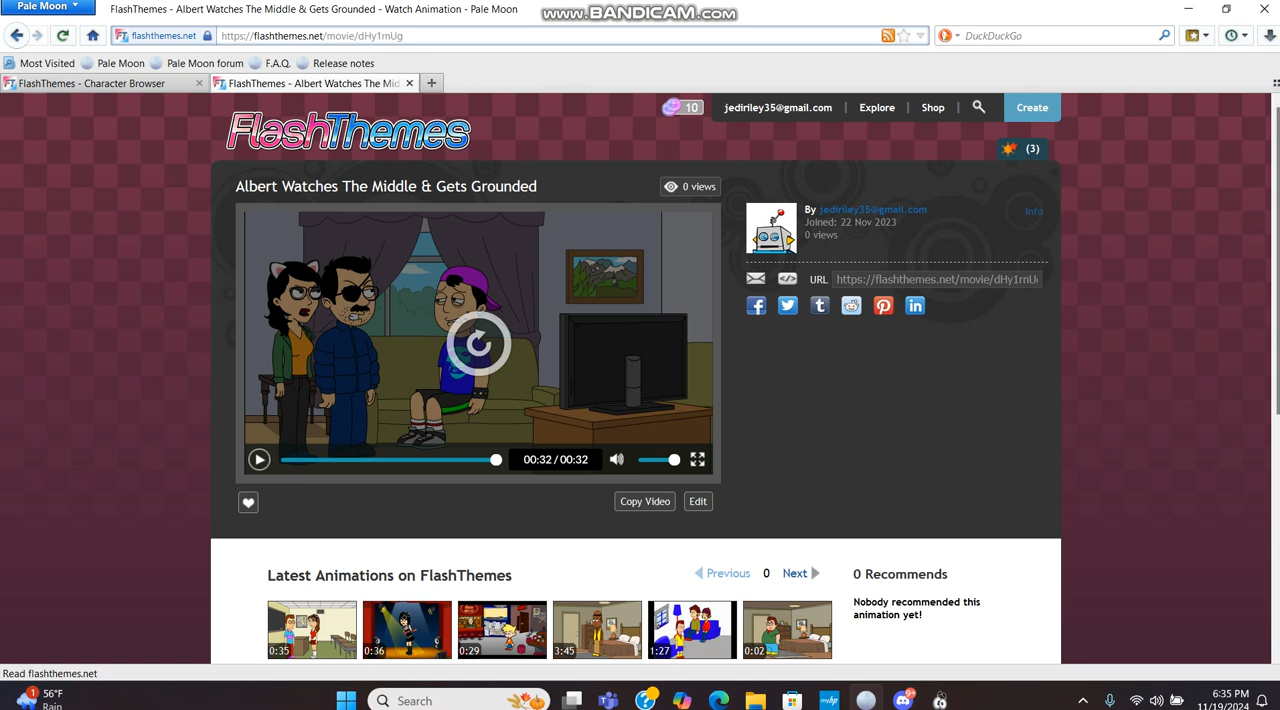 Pale Moon
FlashThemes - Albert Watches The Middle & Gets Grounded - Watch Animation - Pale Moon
www.BANDICAM.com
flashthemes.net
https://flashthemes.net/movie/dHy1rnUg
DuckDuckGo
Most Visited Pale Moon Pale Moon forum F.A.Q. Release notes
FlashThemes - Character Browser
FlashThemes - Albert Watches The Mid
10
jediriley35@gmail.com Explore Shop Create
FlashThemes
(3)
Albert Watches The Middle & Gets Grounded
0 views
By jediriley35@gmail.com
Info
Joined: 22 Nov 2023
0 views
URL https://flashthemes.net/movie/dHy1rnU
00:32 / 00:32
Copy Video Edit
Latest Animations on FlashThemes
Previous 0 Next
0 Recommends
Nobody recommended this
animation yet!
0:35 0:36 0:29 3:45 1:27 0:02
Read flashthemes.net
1
56°F
Rain
Search
9+
6:35 PM
11/19/2024